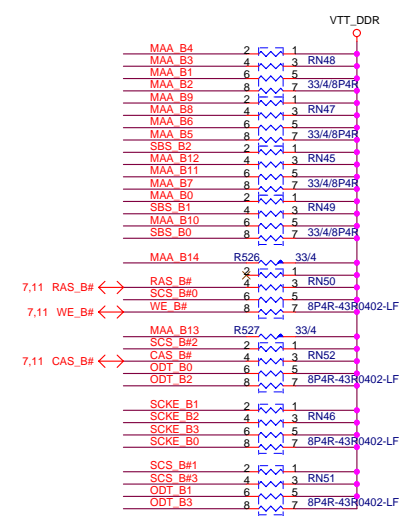 VTT_DDR
MAA_B4 2 1
MAA_B3 4 3 RN48
MAA_B1 6 5
MAA_B2 8 7 33/4/8P4R
MAA_B9 2 1
MAA_B8 4 3 RN47
MAA_B6 6 5
MAA_B5 8 7 33/4/8P4R
SBS_B2 2 1
MAA_B12 4 3 RN45
MAA_B11 6 5
MAA_B7 8 7 33/4/8P4R
MAA_B0 2 1
SBS_B1 4 3 RN49
MAA_B10 6 5
SBS_B0 8 7 33/4/8P4R
MAA_B14 R526 33/4
2 1
7,11 RAS_B# RAS_B# 4 3 RN50
SCS_B#0 6 5
7,11 WE_B# WE_B# 8 7 8P4R-43R0402-LF
MAA_B13 R527 33/4
SCS_B#2 2 1
7,11 CAS_B# CAS_B# 4 3 RN52
ODT_B0 6 5
ODT_B2 8 7 8P4R-43R0402-LF
SCKE_B1 2 1
SCKE_B2 4 3 RN46
SCKE_B3 6 5
SCKE_B0 8 7 8P4R-43R0402-LF
SCS_B#1 2 1
SCS_B#3 4 3 RN51
ODT_B1 6 5
ODT_B3 8 7 8P4R-43R0402-LF